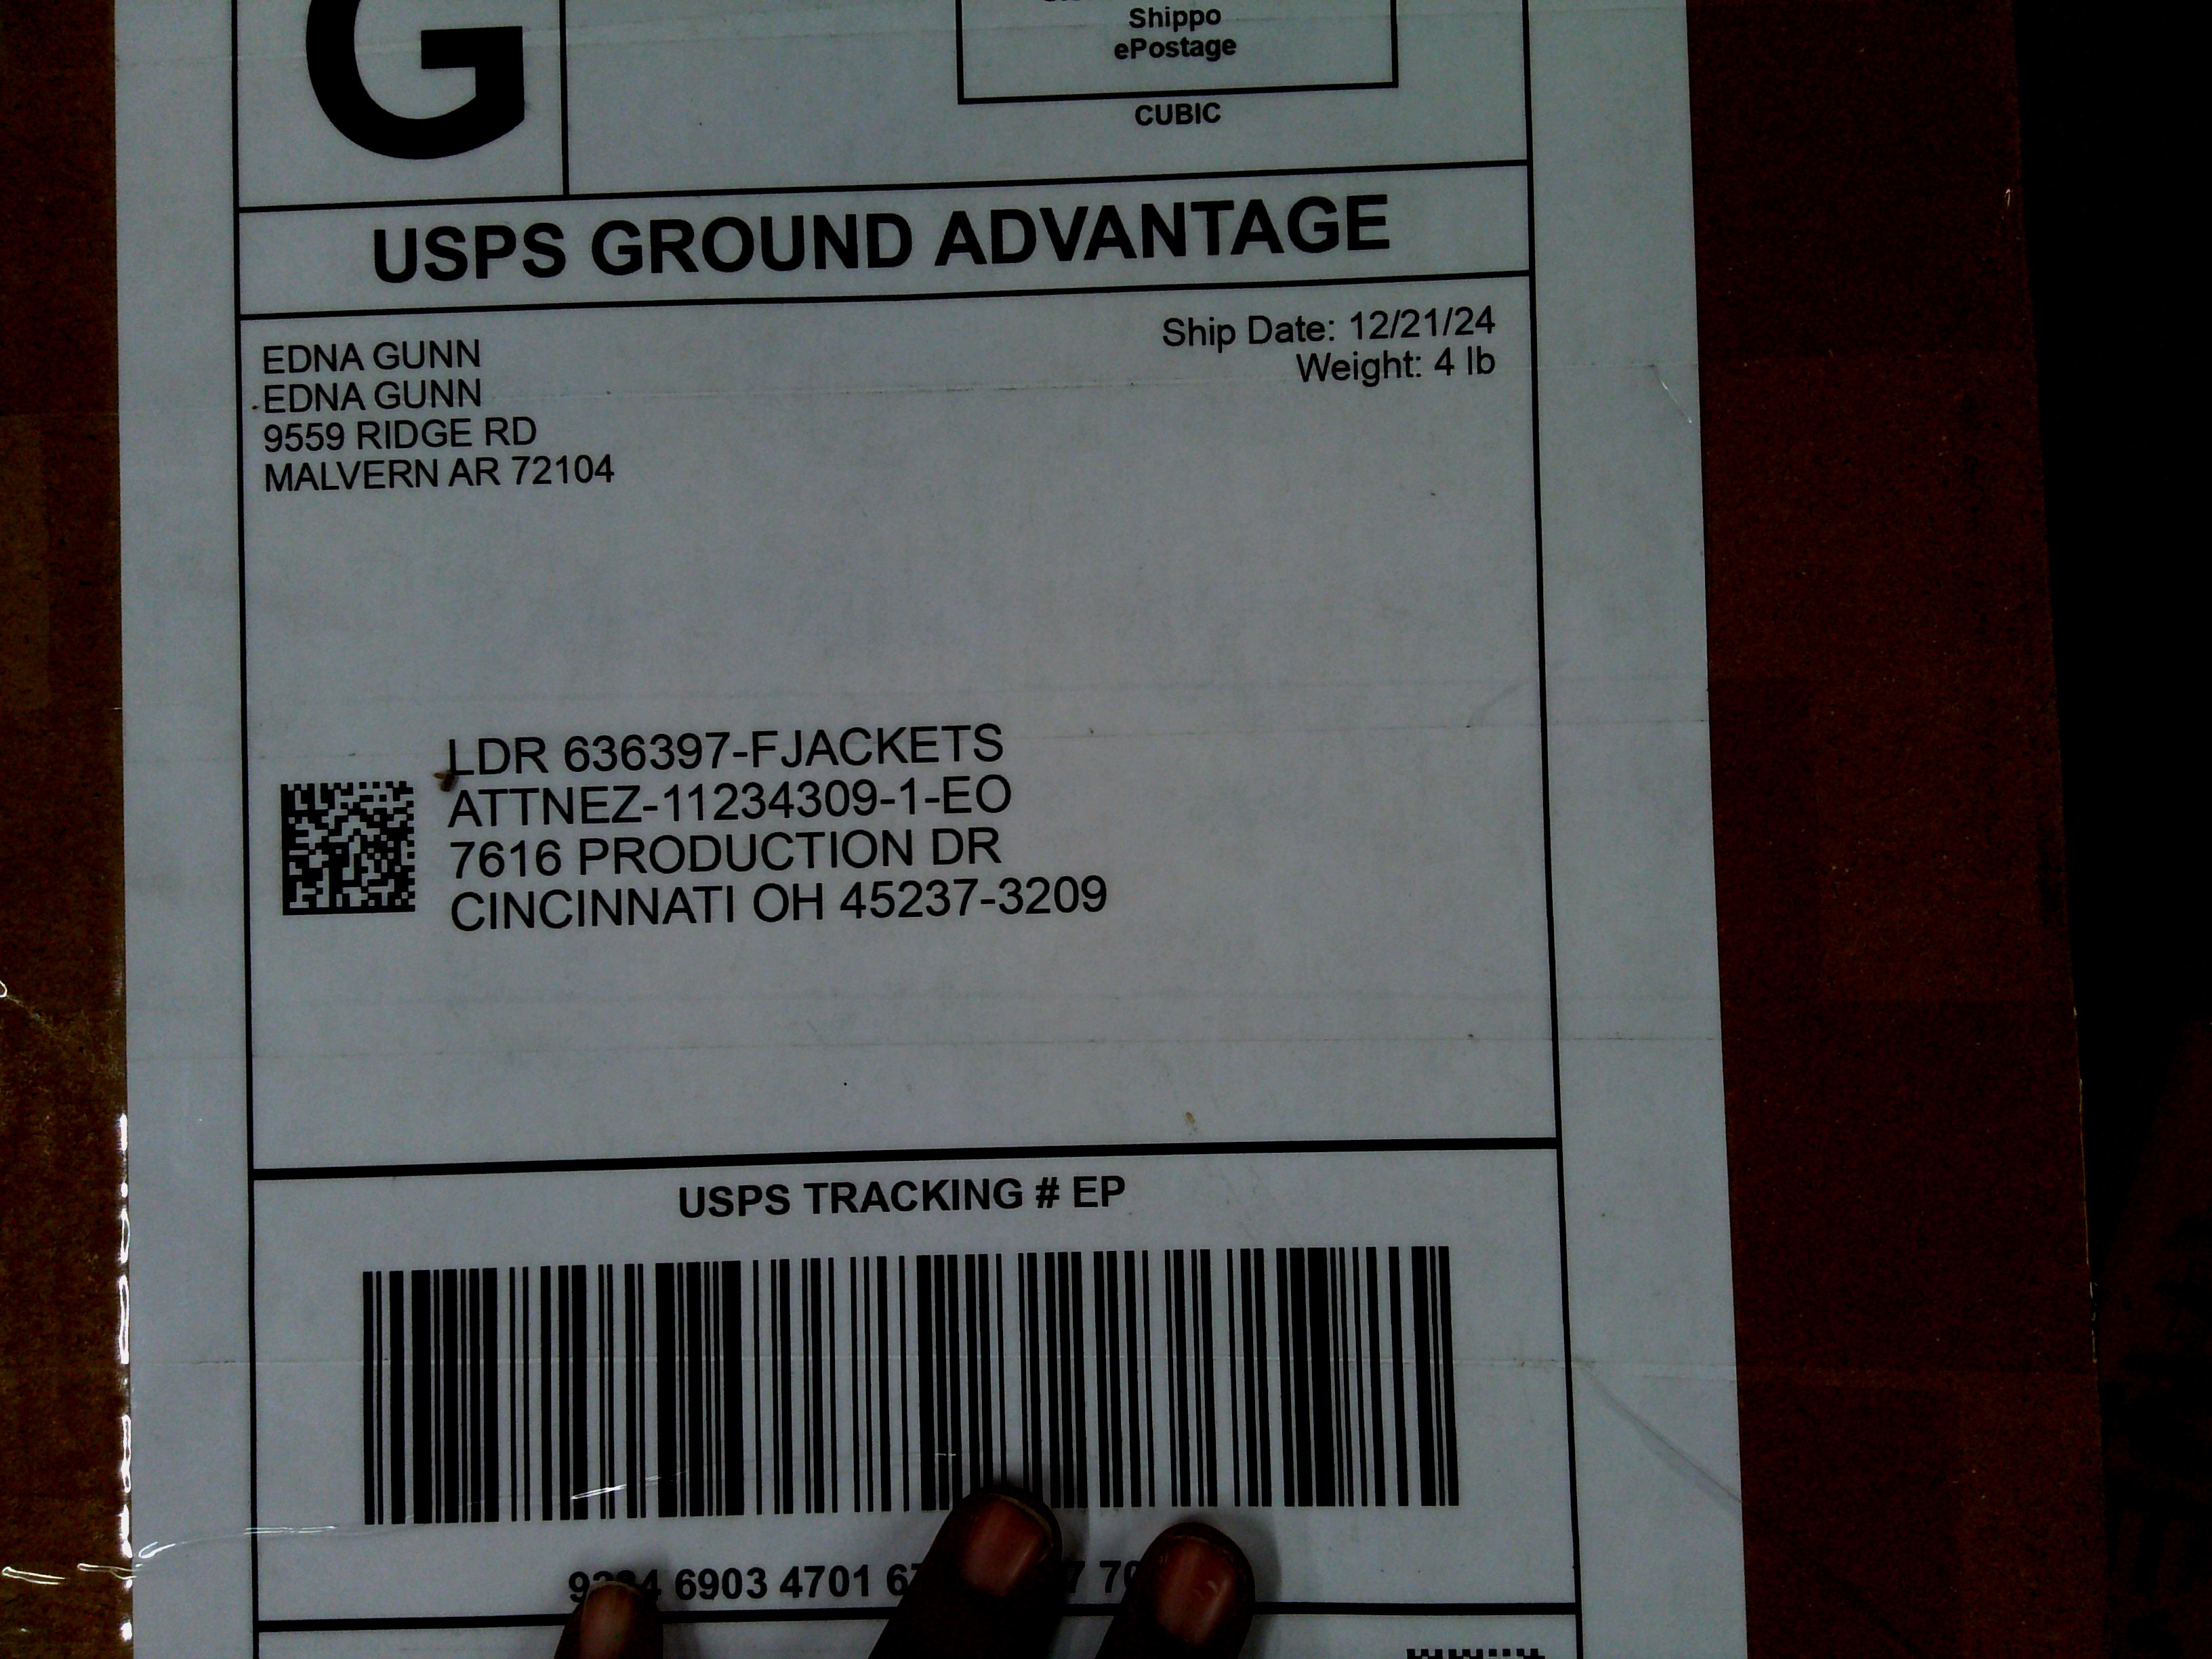 G
Shippo
ePostage
CUBIC
USPS GROUND ADVANTAGE
Ship Date: 12/21/24
Weight: 4 lb
EDNA GUNN
EDNA GUNN
9559 RIDGE RD
MALVERN AR 72104
LDR 636397-FJACKETS
ATTNEZ-11234309-1-EO
7616 PRODUCTION DR
CINCINNATI OH 45237-3209
USPS TRACKING # EP
6903 4701